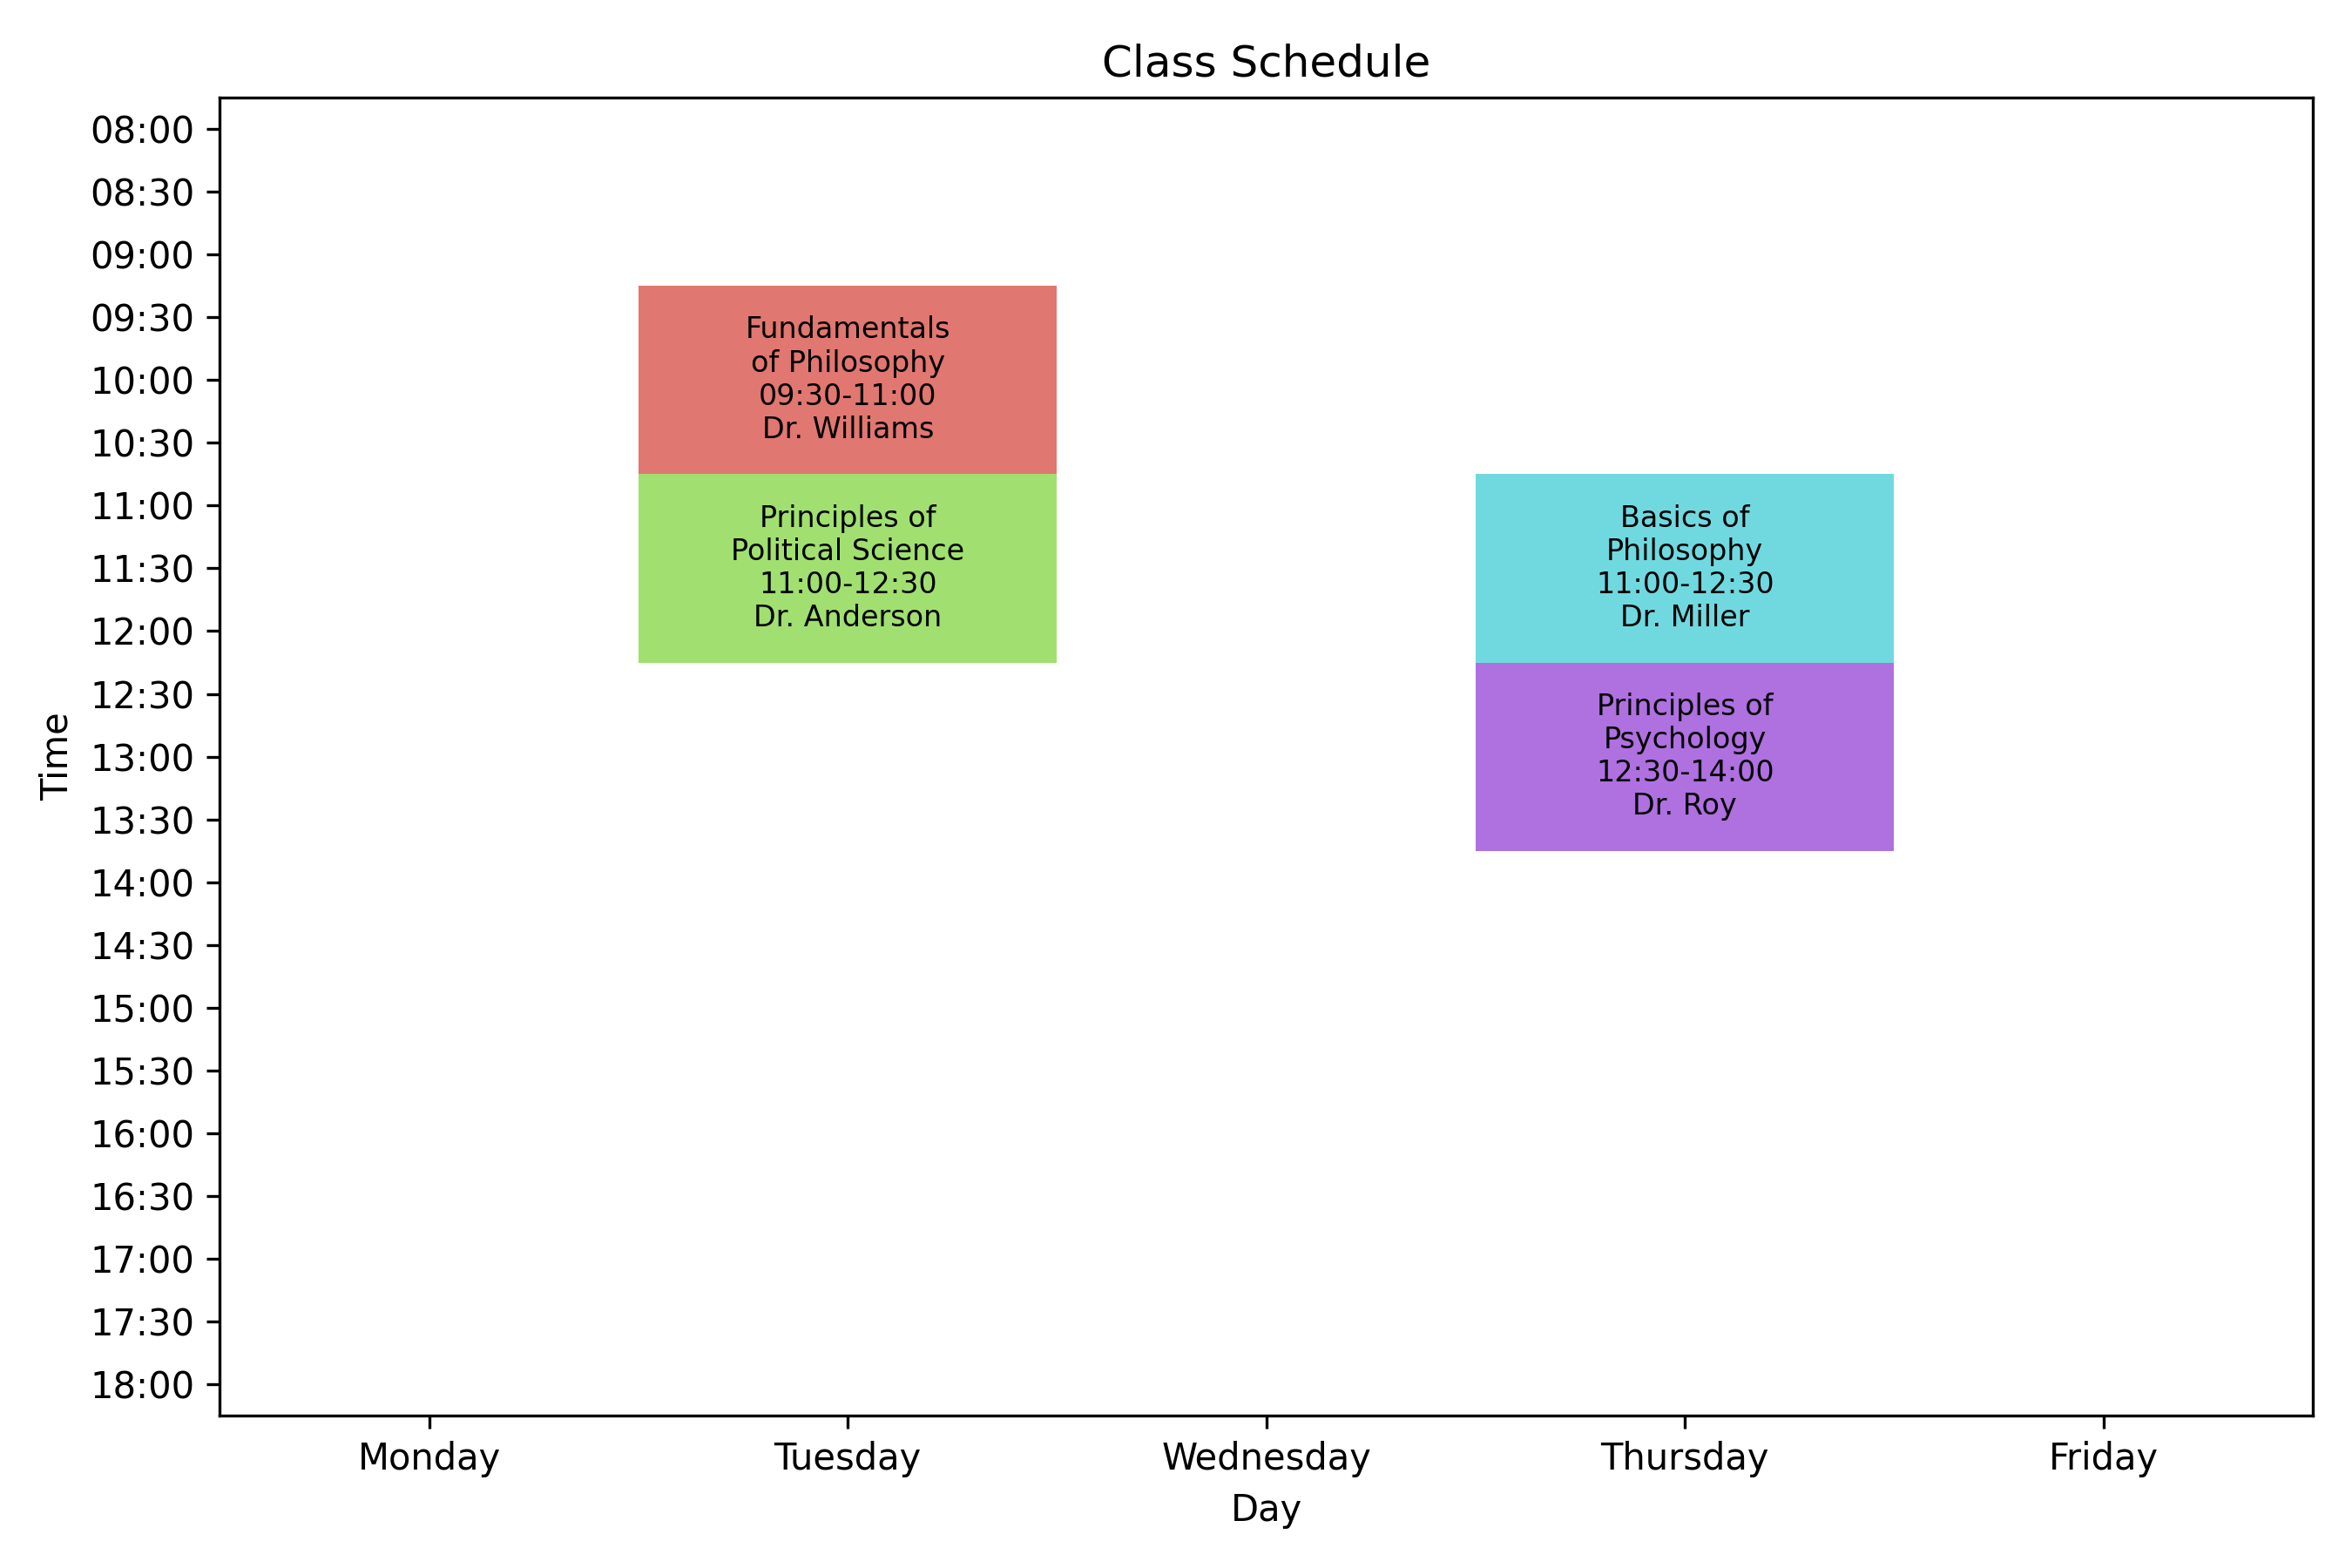 Class Schedule
Time
08:00
08:30
09:00
09:30
10:00
10:30
11:00
11:30
12:00
12:30
13:00
13:30
14:00
14:30
15:00
15:30
16:00
16:30
17:00
17:30
18:00
Fundamentals
of Philosophy
09:30-11:00
Dr. Williams
Principles of
Political Science
11:00-12:30
Dr. Anderson
Basics of
Philosophy
11:00-12:30
Dr. Miller
Principles of
Psychology
12:30-14:00
Dr. Roy
Monday
Tuesday
Wednesday
Thursday
Friday
Day